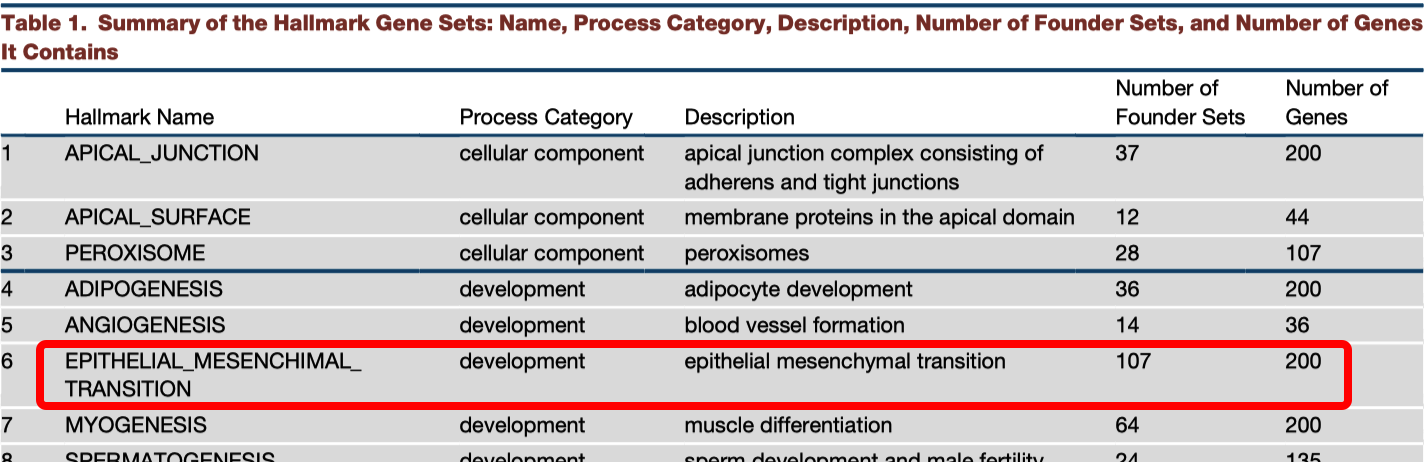 Table 1. Summary of the Hallmark Gene Sets: Name, Process Category, Description, Number of Founder Sets, and Number of Genes
It Contains
Hallmark Name Process Category Description Number of Founder Sets Number of Genes
1 APICAL_JUNCTION cellular component apical junction complex consisting of 37 200
adherens and tight junctions
2 APICAL_SURFACE cellular component membrane proteins in the apical domain 12 44
3 PEROXISOME cellular component peroxisomes 28 107
4 ADIPOGENESIS development adipocyte development 36 200
5 ANGIOGENESIS development blood vessel formation 14 36
6 EPITHELIAL_MESENCHIMAL_ development epithelial mesenchymal transition 107 200
TRANSITION
7 MYOGENESIS development muscle differentiation 64 200
8 SPERMATOGENESIS development sperm development and male fertility 24 135